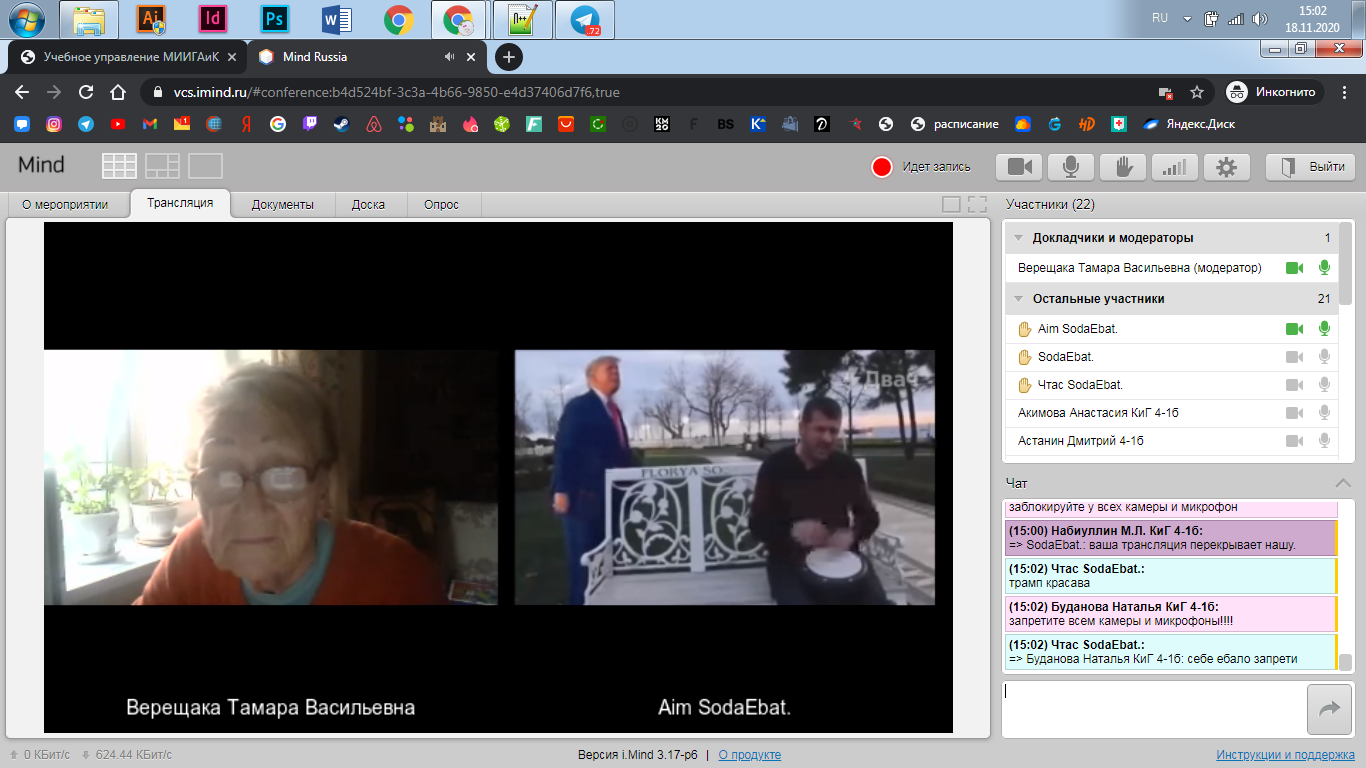 Ai
Id
Ps
W
П++
72
RU
15:02
18.11.2020
Учебное управление МИИГАиК
Mind Russia
vcs.imind.ru/#conference:b4d524bf-3c3a-4b66-9850-e4d37406d7f6,true
Инкогнито
BS
расписание
Яндекс.Диск
Mind
Идет запись
Выйти
О мероприятии
Трансляция
Документы
Доска
Опрос
Участники (22)
Докладчики и модераторы 1
Верещака Тамара Васильевна (модератор)
Остальные участники 21
Aim SodaEbat.
SodaEbat.
Чтас SodaEbat.
Акимова Анастасия КиГ 4-1б
Астанин Дмитрий 4-1б
Двач
FLORYA SO
Верещака Тамара Васильевна
Aim SodaEbat.
Чат
заблокируйте у всех камеры и микрофон
(15:00) Набиуллин М.Л. КиГ 4-1б:
=> SodaEbat.: ваша трансляция перекрывает нашу.
(15:02) Чтас SodaEbat.:
трамп красава
(15:02) Буданова Наталья КиГ 4-1б:
запретите всем камеры и микрофоны!!!!
(15:02) Чтас SodaEbat.:
=> Буданова Наталья КиГ 4-1б: себе ебало запрети
0 КБит/с 624.44 КБит/с
Версия i.Mind 3.17-p6 | О продукте
Инструкции и поддержка